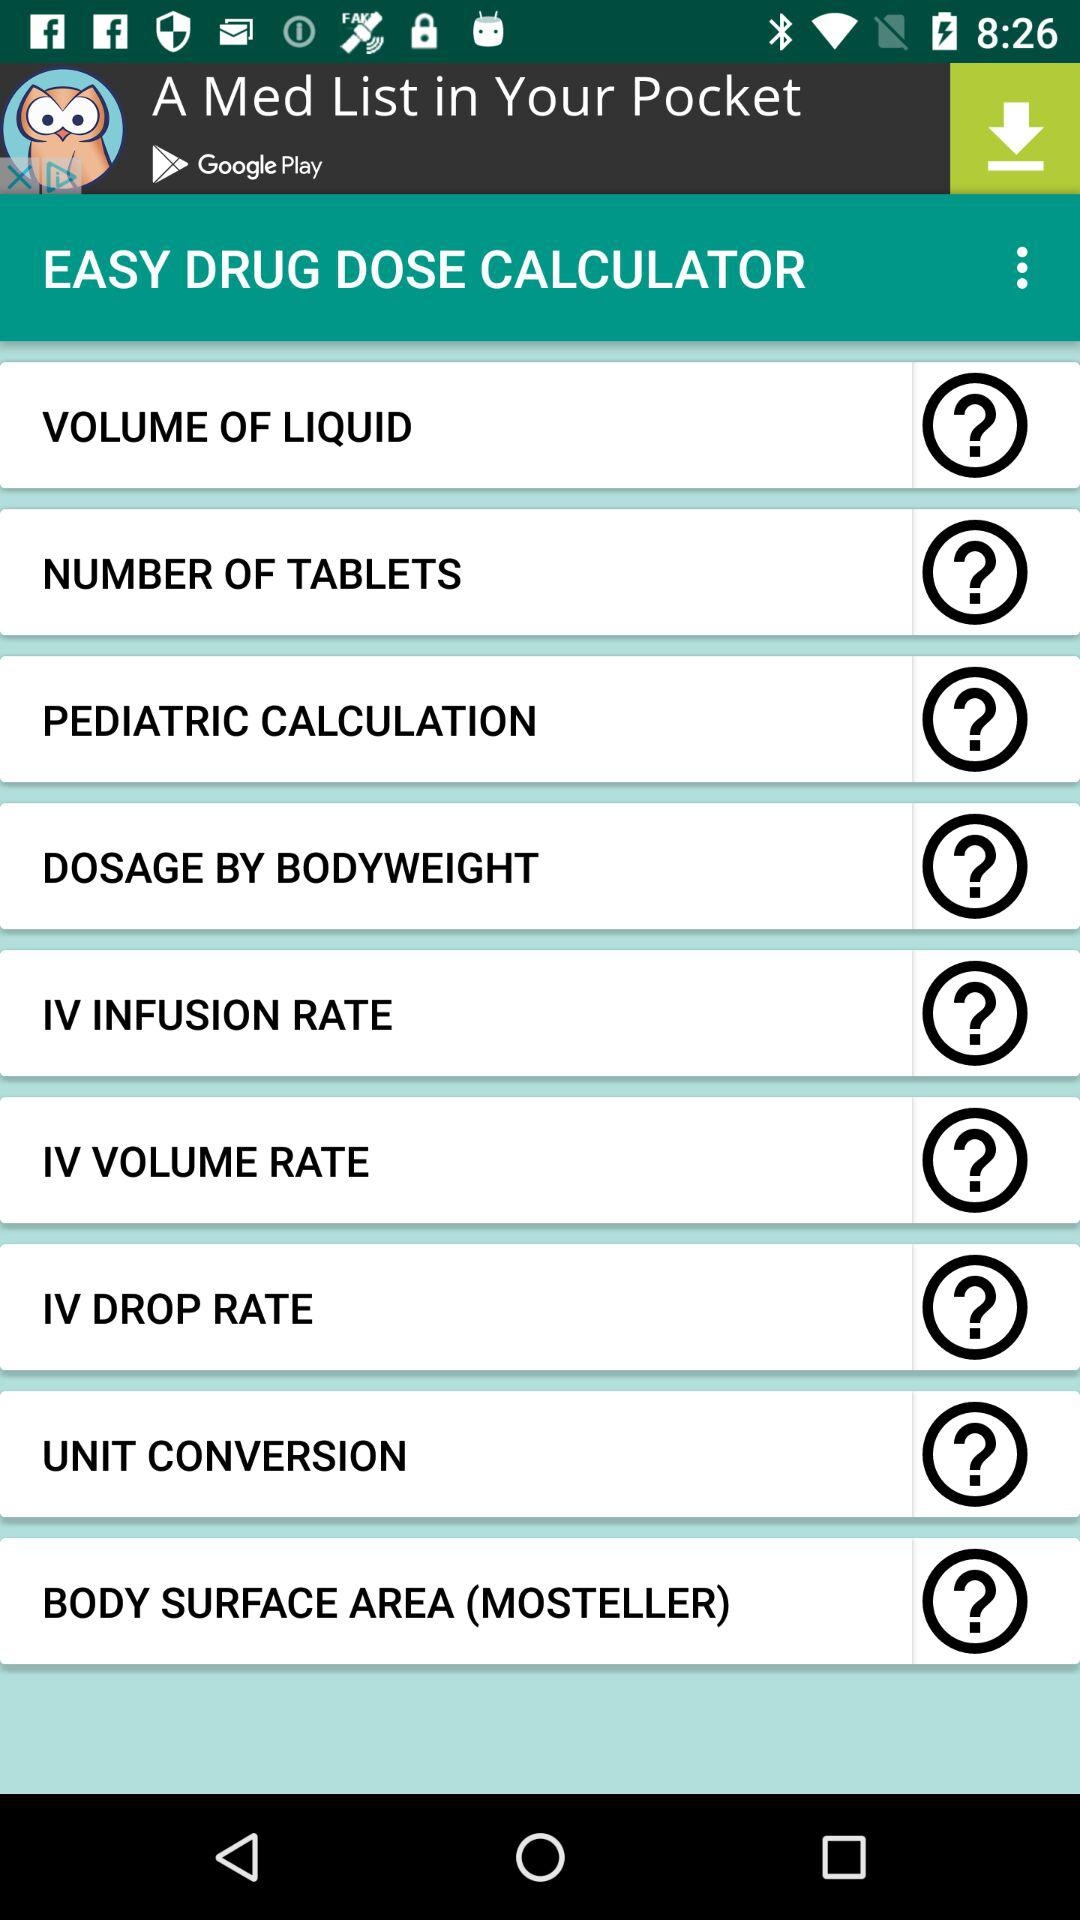 FAKE
8:26
A Med List in Your Pocket
Google Play
EASY DRUG DOSE CALCULATOR
VOLUME OF LIQUID
NUMBER OF TABLETS
PEDIATRIC CALCULATION
DOSAGE BY BODYWEIGHT
IV INFUSION RATE
IV VOLUME RATE
IV DROP RATE
UNIT CONVERSION
BODY SURFACE AREA (MOSTELLER)